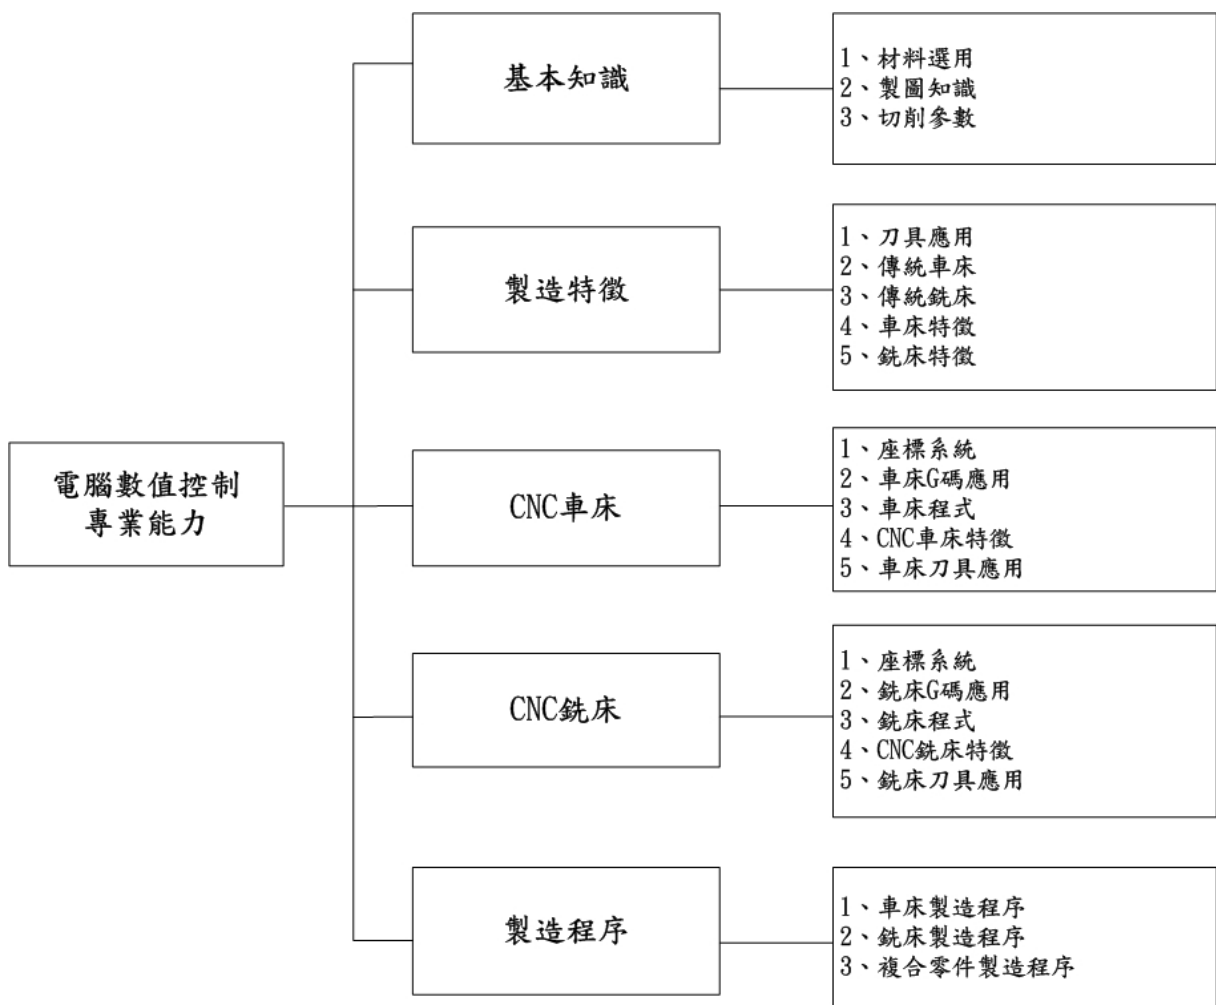 電腦數值控制
專業能力
基本知識
1、材料選用
2、製圖知識
3、切削參數
製造特徵
1、刀具應用
2、傳統車床
3、傳統銑床
4、車床特徵
5、銑床特徵
CNC車床
1、座標系統
2、車床G碼應用
3、車床程式
4、CNC車床特徵
5、車床刀具應用
CNC銑床
1、座標系統
2、銑床G碼應用
3、銑床程式
4、CNC銑床特徵
5、銑床刀具應用
製造程序
1、車床製造程序
2、銑床製造程序
3、複合零件製造程序